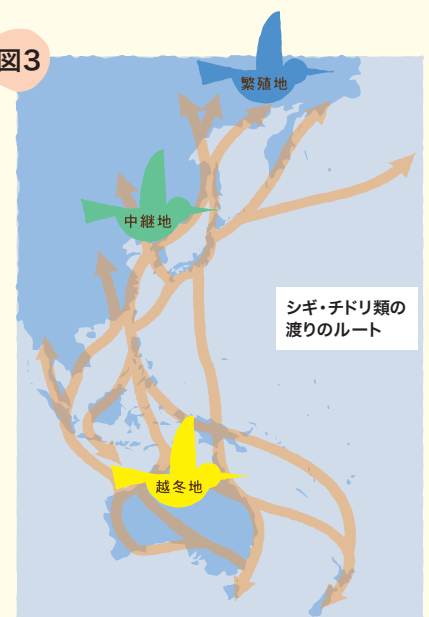 図3
繁殖地
中継地
シギ・チドリ類の
渡りのルート
越冬地